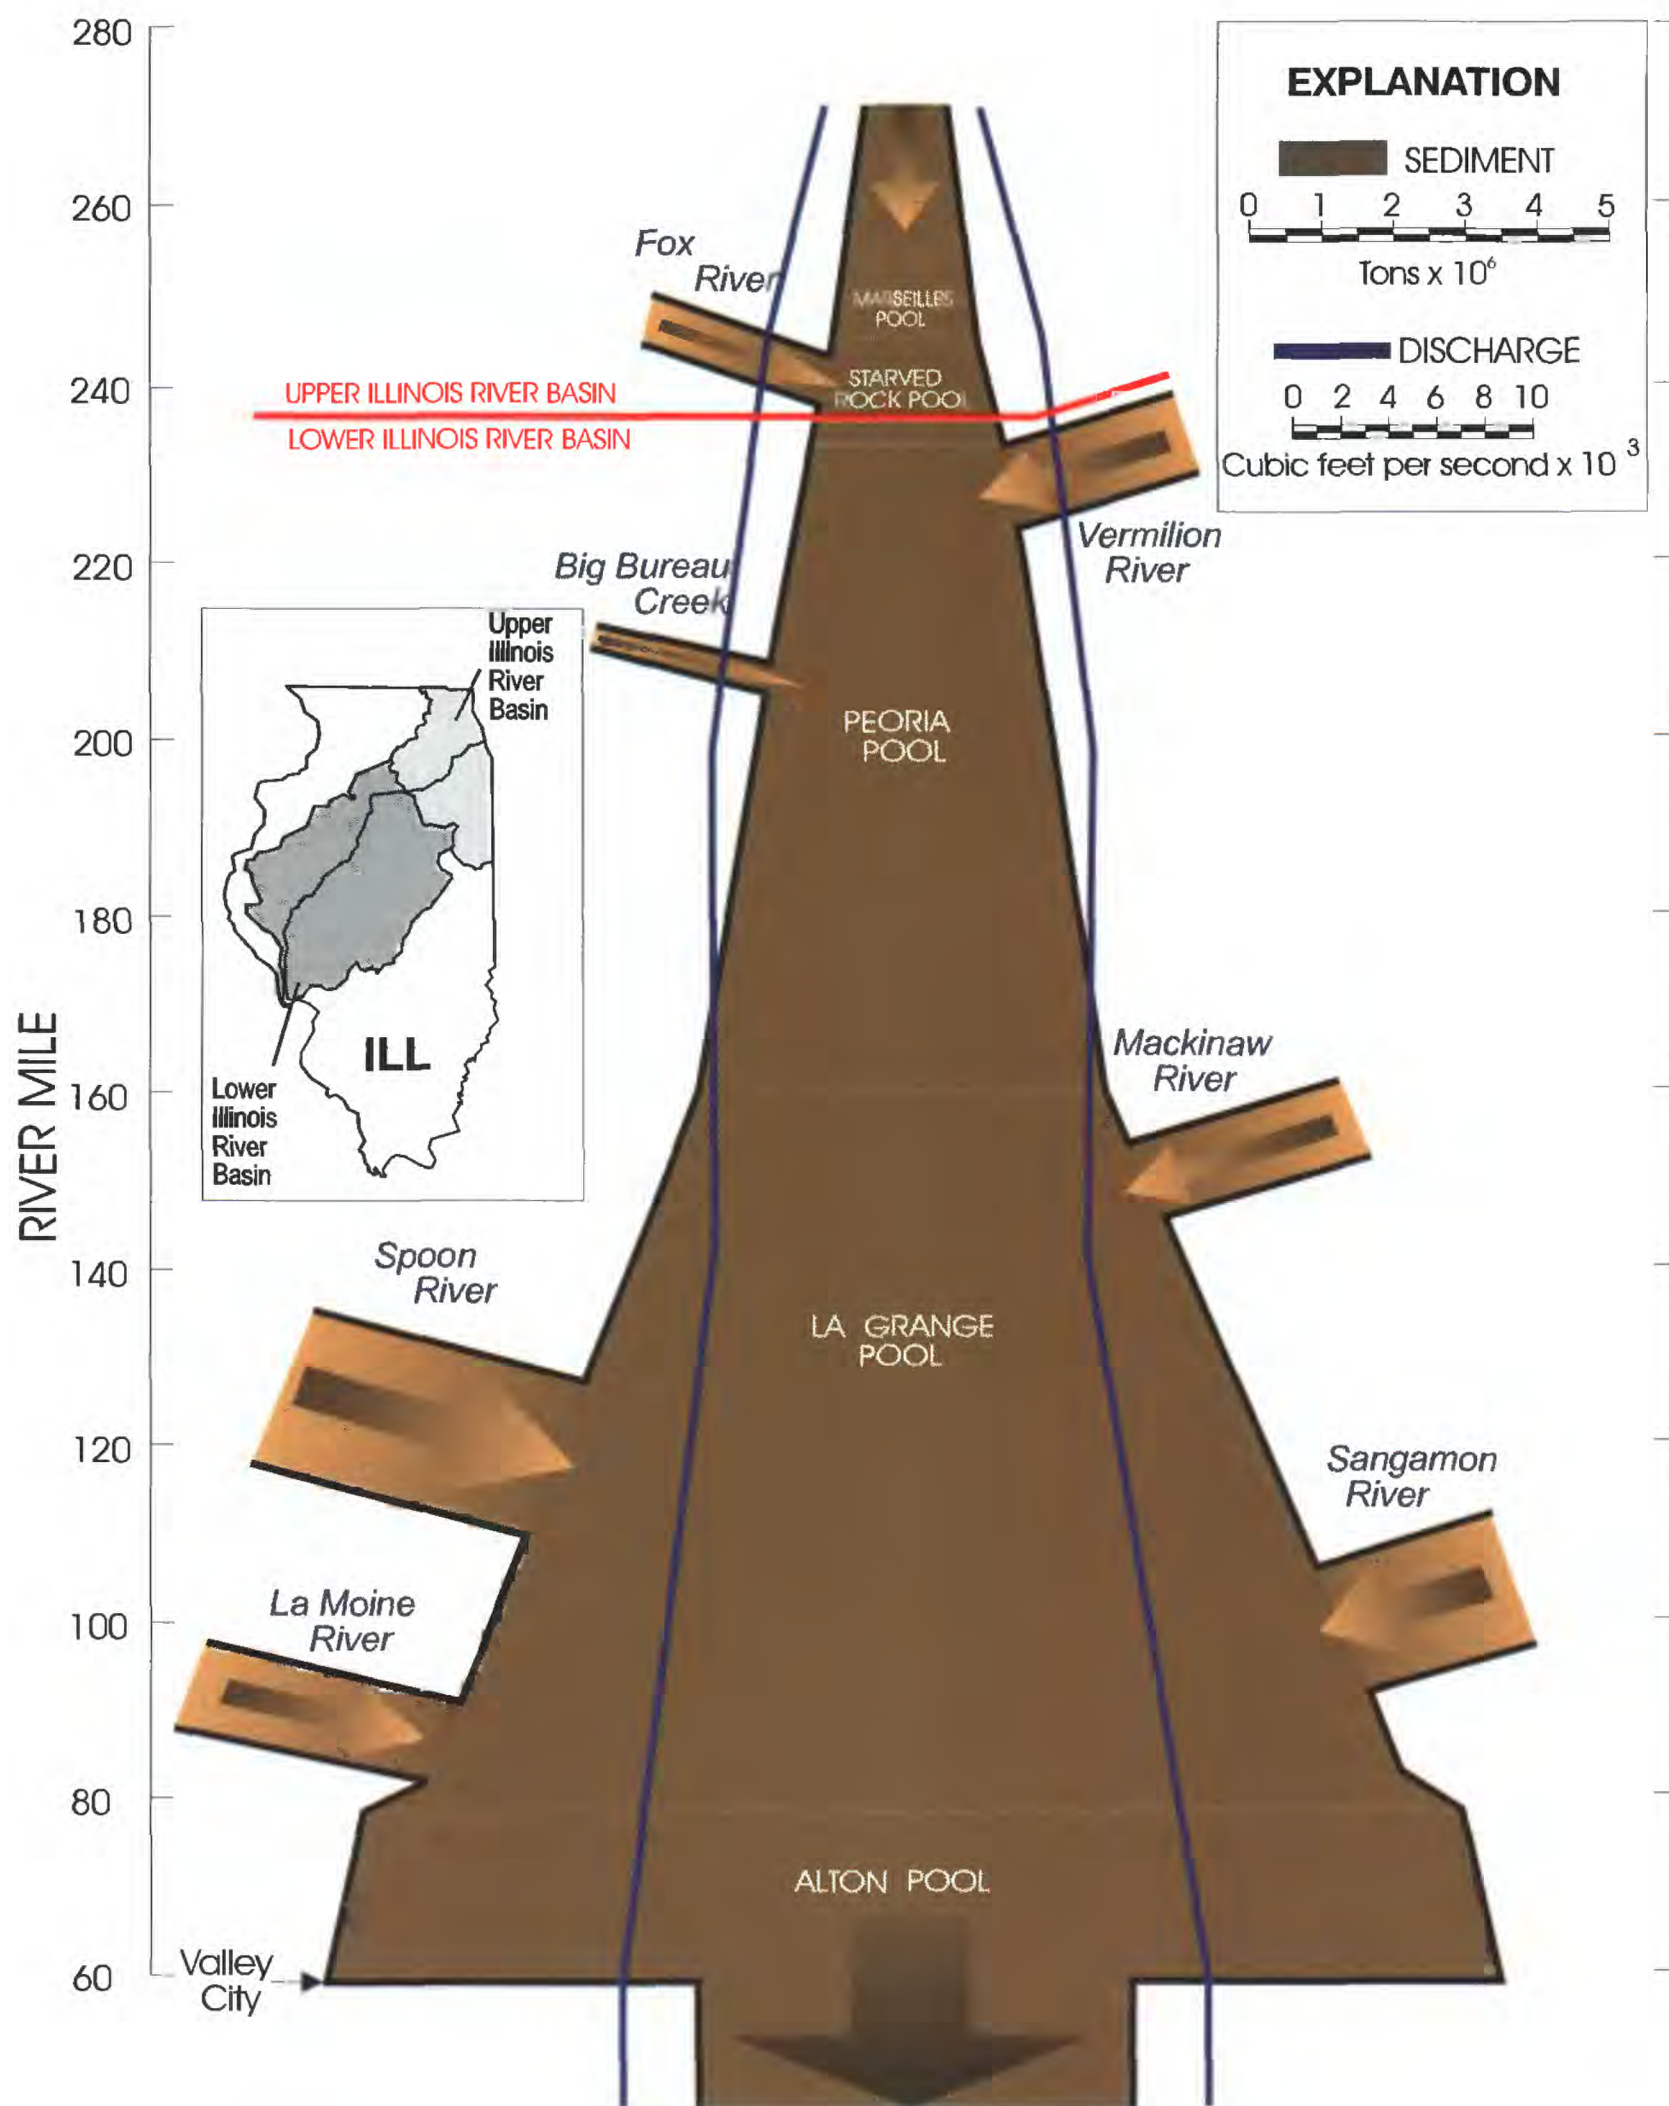 280
260
240
220
200
180
160
140
120
100
80
60
RIVER MILE
EXPLANATION
SEDIMENT
0 1 2 3 4 5
Tons x 10⁶
DISCHARGE
0 2 4 6 8 10
Cubic feet per second x 10 ³
Fox
River
MARSEILLES
POOL
STARVED
ROCK POOL
UPPER ILLINOIS RIVER BASIN
LOWER ILLINOIS RIVER BASIN
Vermilion
River
Big Bureau
Creek
PEORIA
POOL
Upper
Illinois
River
Basin
ILL
Lower
Illinois
River
Basin
Mackinaw
River
Spoon
River
LA GRANGE
POOL
Sangamon
River
La Moine
River
ALTON POOL
Valley
City